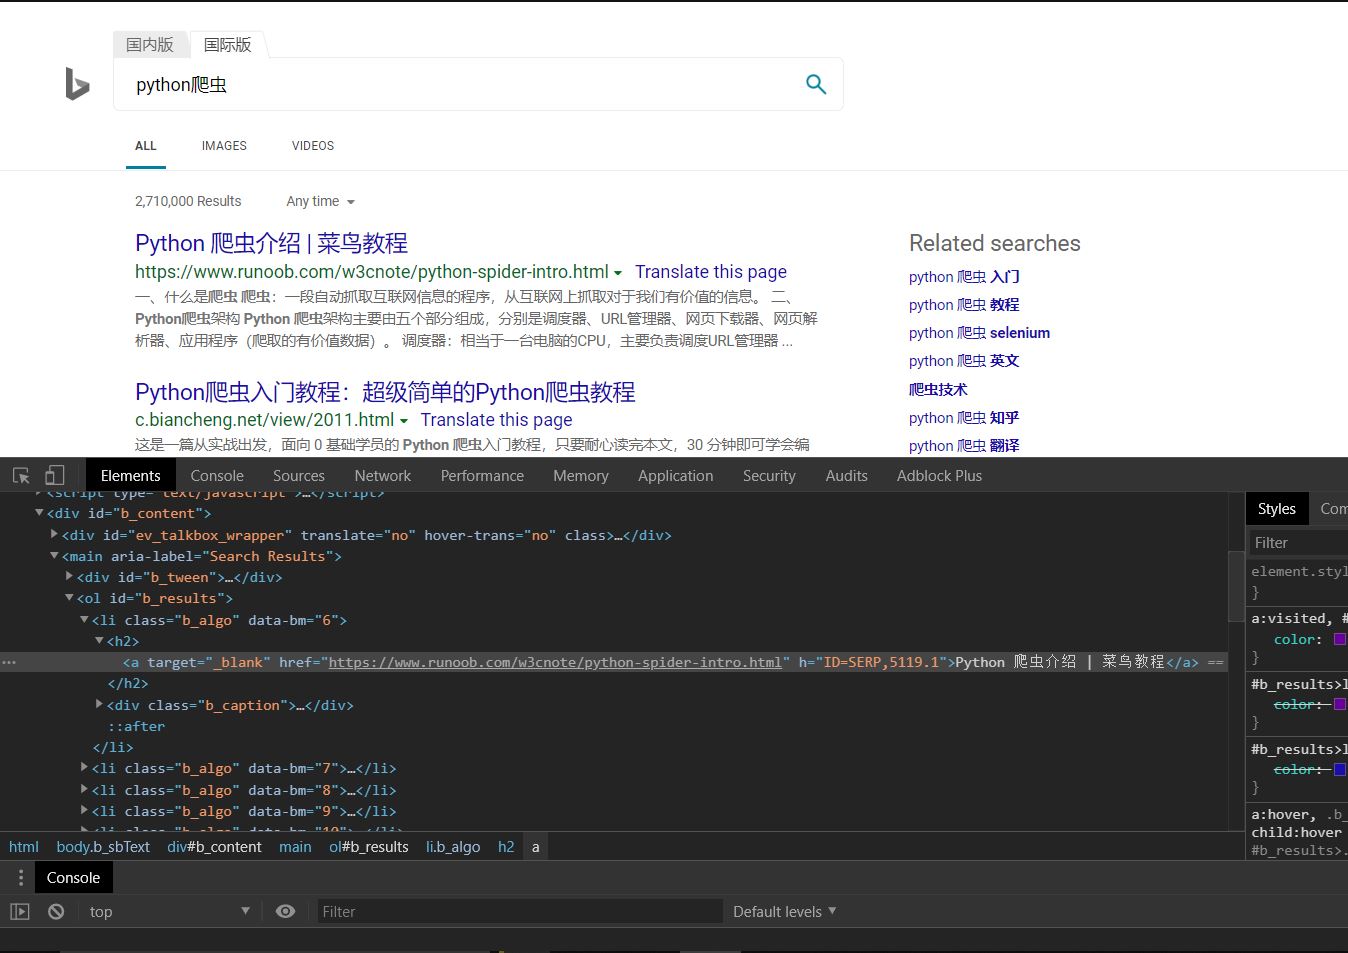 国内版 国际版
python爬虫
ALL IMAGES VIDEOS
2,710,000 Results Any time
Python 爬虫介绍 | 菜鸟教程
https://www.runoob.com/w3cnote/python-spider-intro.html Translate this page
一、什么是爬虫 爬虫：一段自动抓取互联网信息的程序，从互联网上抓取对于我们有价值的信息。 二、
Python爬虫架构 Python 爬虫架构主要由五个部分组成，分别是调度器、URL管理器、网页下载器、网页解
析器、应用程序（爬取的有价值数据）。 调度器：相当于一台电脑的CPU，主要负责调度URL管理器 ...
Python爬虫入门教程：超级简单的Python爬虫教程
c.biancheng.net/view/2011.html Translate this page
这是一篇从实战出发，面向 0 基础学员的 Python 爬虫入门教程，只要耐心读完本文，30 分钟即可学会编
Related searches
python 爬虫 入门
python 爬虫 教程
python 爬虫 selenium
python 爬虫 英文
爬虫技术
python 爬虫 知乎
python 爬虫 翻译
Elements Console Sources Network Performance Memory Application Security Audits Adblock Plus
<script type="text/javascript">…</script>
<div id="b_content">
<div id="ev_talkbox_wrapper" translate="no" hover-trans="no" class>…</div>
<main aria-label="Search Results">
<div id="b_tween">…</div>
<ol id="b_results">
<li class="b_algo" data-bm="6">
<h2>
<a target="_blank" href="https://www.runoob.com/w3cnote/python-spider-intro.html" h="ID=SERP,5119.1">Python 爬虫介绍 | 菜鸟教程</a> ==
</h2>
<div class="b_caption">…</div>
::after
</li>
<li class="b_algo" data-bm="7">…</li>
<li class="b_algo" data-bm="8">…</li>
<li class="b_algo" data-bm="9">…</li>
<li class="b_algo" data-bm="10">…</li>
html body.b_sbText div#b_content main ol#b_results li.b_algo h2 a
Styles Com
Filter
element.styl
}
a:visited, #
color:
}
#b_results>l
color:
}
#b_results>l
color:
}
a:hover, .b_
child:hover
#b_results>.
Console
top Filter Default levels